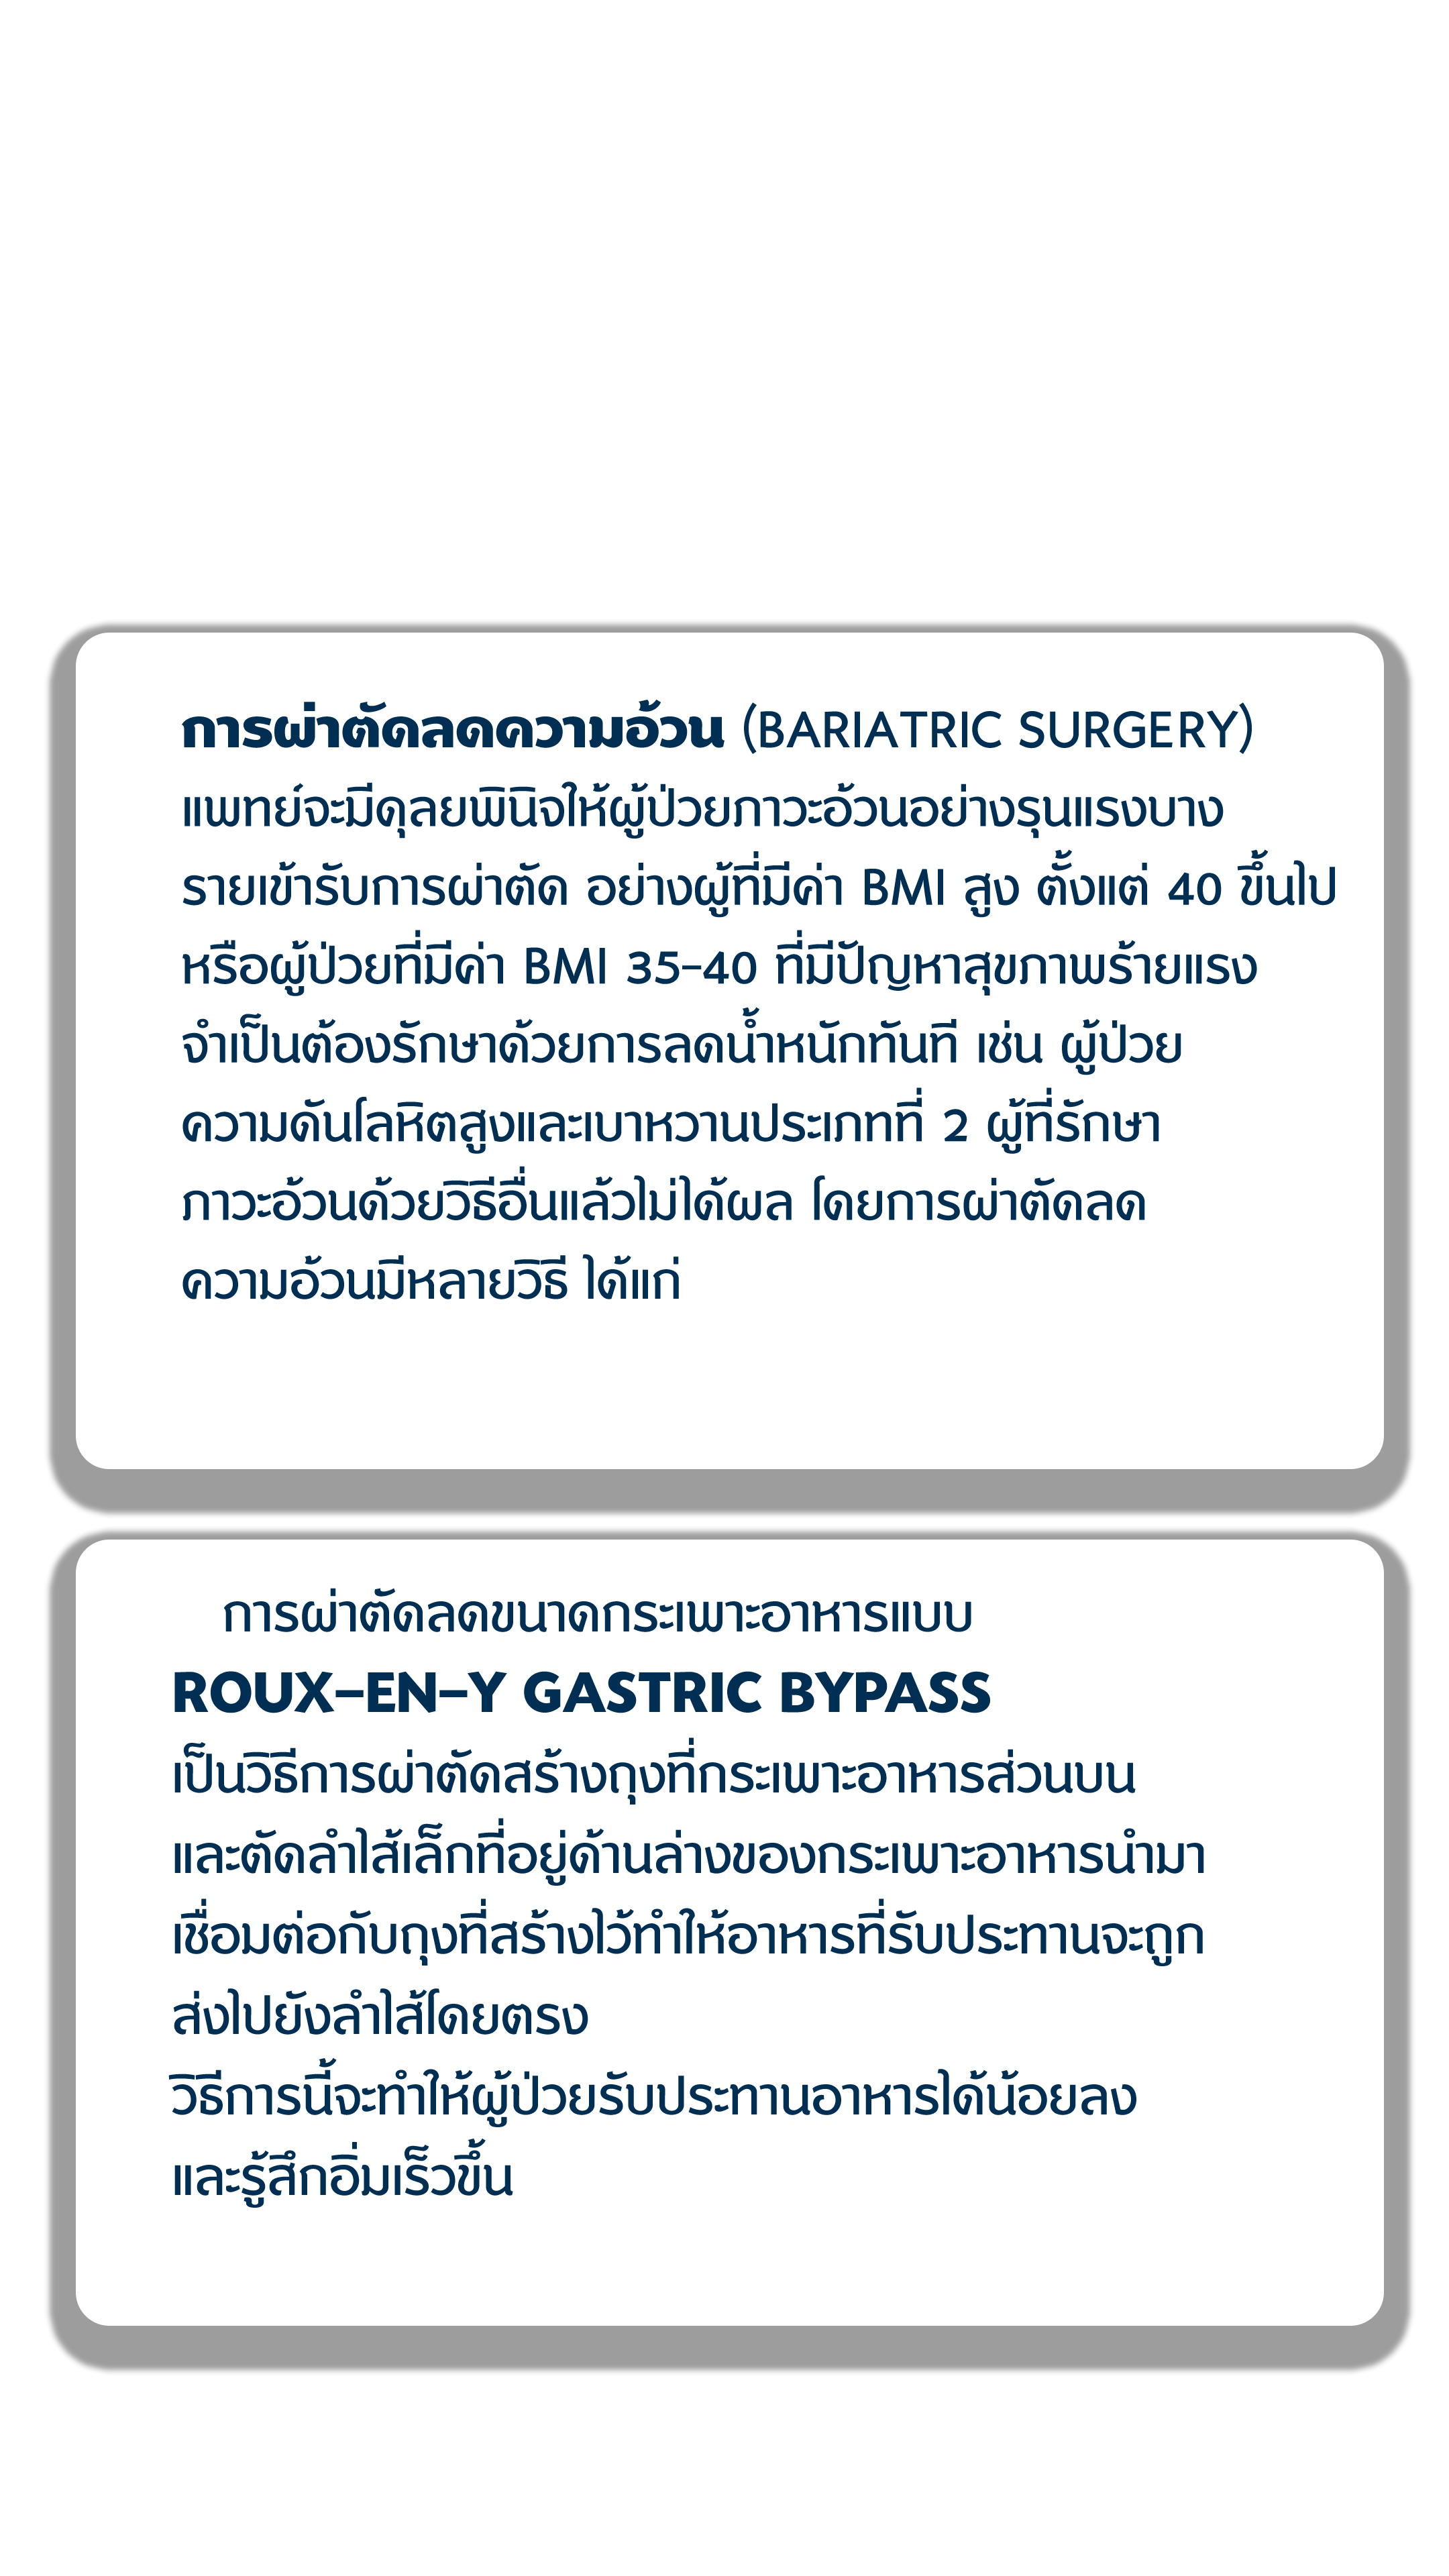 การผ่าตัดลดความอ้วน (BARIATRIC SURGERY)
แพทย์จะมีดุลยพินิจให้ผู้ป่วยภาวะอ้วนอย่างรุนแรงบาง
รายเข้ารับการผ่าตัด อย่างผู้ที่มีค่า BMI สูง ตั้งแต่ 40 ขึ้นไป
หรือผู้ป่วยที่มีค่า BMI 35-40 ที่มีปัญหาสุขภาพร้ายแรง
จำเป็นต้องรักษาด้วยการลดน้ำหนักทันที เช่น ผู้ป่วย
ความดันโลหิตสูงและเบาหวานประเภทที่ 2 ผู้ที่รักษา
ภาวะอ้วนด้วยวิธีอื่นแล้วไม่ได้ผล โดยการผ่าตัดลด
ความอ้วนมีหลายวิธี ได้แก่
การผ่าตัดลดขนาดกระเพาะอาหารแบบ
ROUX-EN-Y GASTRIC BYPASS
เป็นวิธีการผ่าตัดสร้างถุงที่กระเพาะอาหารส่วนบน
และตัดลำไส้เล็กที่อยู่ด้านล่างของกระเพาะอาหารนำมา
เชื่อมต่อกับถุงที่สร้างไว้ทำให้อาหารที่รับประทานจะถูก
ส่งไปยังลำไส้โดยตรง
วิธีการนี้จะทำให้ผู้ป่วยรับประทานอาหารได้น้อยลง
และรู้สึกอิ่มเร็วขึ้น